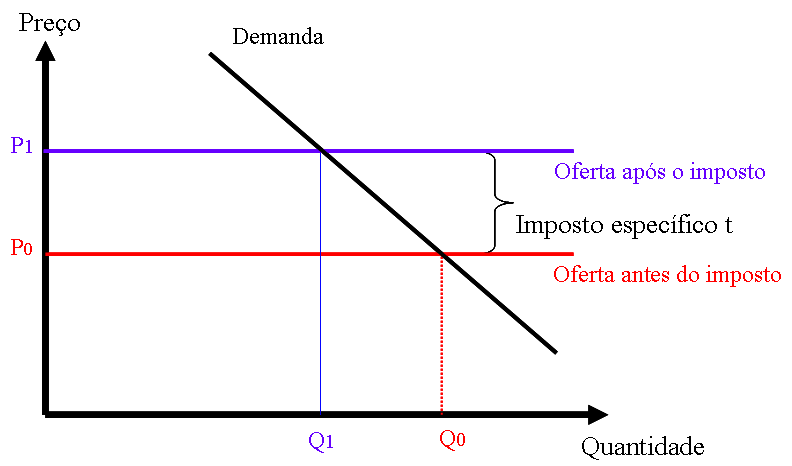 Preço
Demanda
P1
Oferta após o imposto
Imposto específico t
P0
Oferta antes do imposto
Q1
Q0
Quantidade